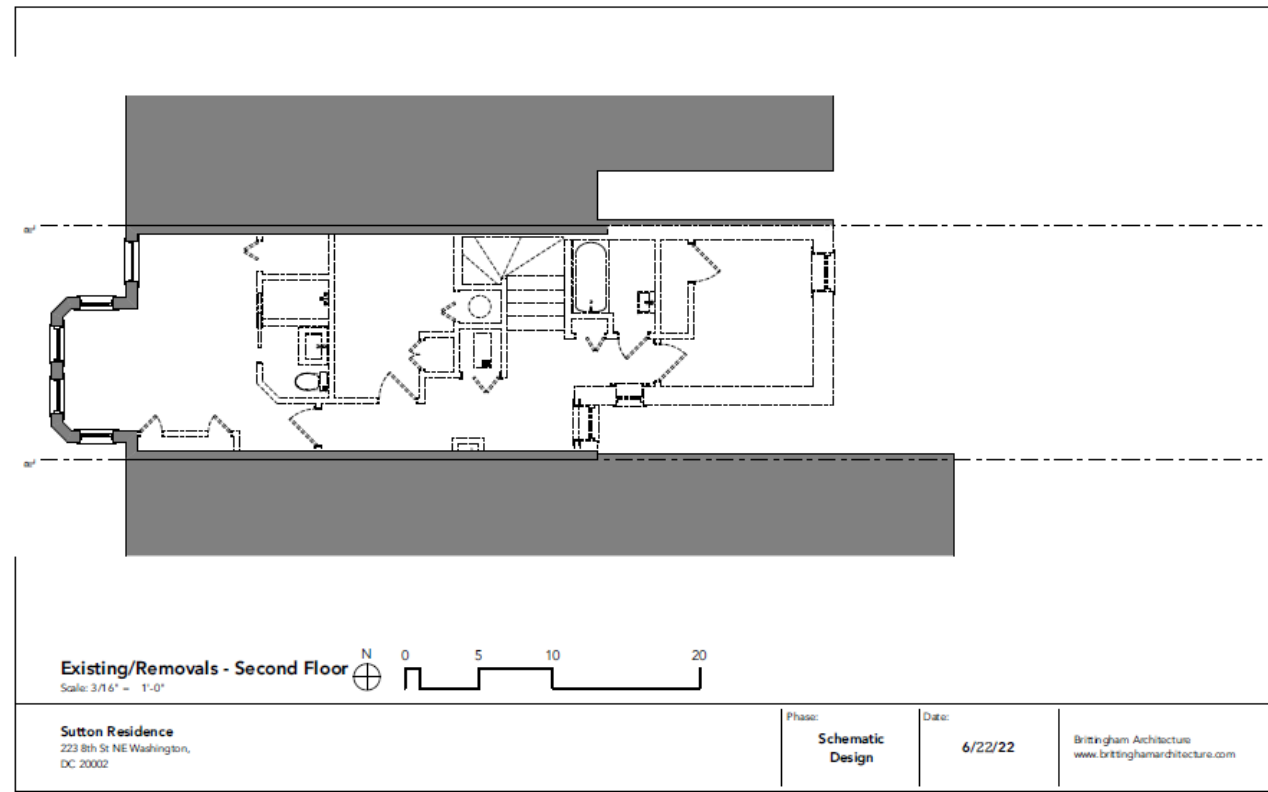 Existing/Removals - Second Floor
Scale: 3/16" = 1'-0"
N
0 5 10 20
Sutton Residence
223 8th St NE Washington,
DC 20002
Phase:
Schematic
Design
Date:
6/22/22
Brittingham Architecture
www.brittinghamarchitecture.com